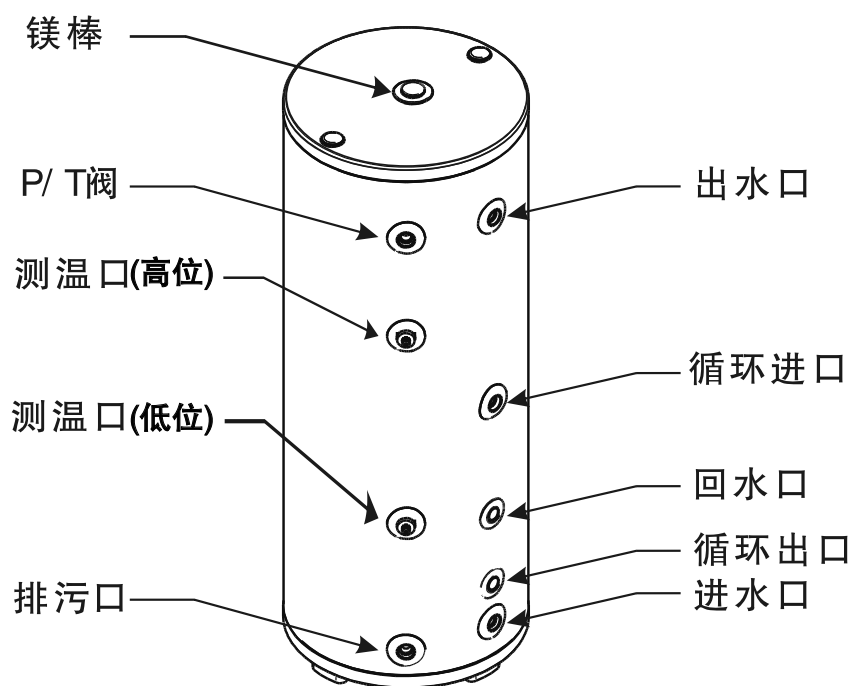 镁棒
P/T阀
测温口(高位)
测温口(低位)
排污口
出水口
循环进口
回水口
循环出口
进水口